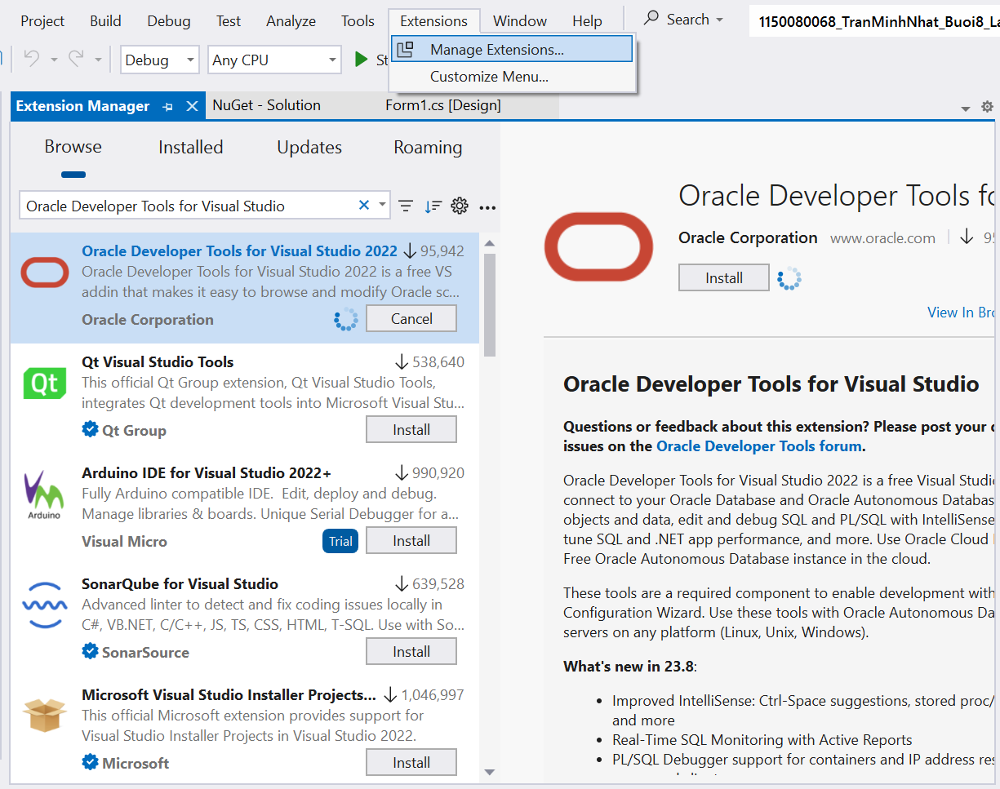 Project Build Debug Test Analyze Tools Extensions Window Help Search 1150080068_TranMinhNhat_Buoi8_La
Debug Any CPU St
Manage Extensions...
Customize Menu...
Extension Manager NuGet - Solution Form1.cs [Design]
Browse Installed Updates Roaming
Oracle Developer Tools for Visual Studio
Oracle Developer Tools for Visual Studio 2022 95,942
Oracle Developer Tools for Visual Studio 2022 is a free VS
addin that makes it easy to browse and modify Oracle sc...
Oracle Corporation Cancel
Qt
Qt Visual Studio Tools 538,640
This official Qt Group extension, Qt Visual Studio Tools,
integrates Qt development tools into Microsoft Visual Stu...
Qt Group Install
Arduino
Arduino IDE for Visual Studio 2022+ 990,920
Fully Arduino compatible IDE. Edit, deploy and debug.
Manage libraries & boards. Unique Serial Debugger for a...
Visual Micro Trial Install
SonarQube for Visual Studio 639,528
Advanced linter to detect and fix coding issues locally in
C#, VB.NET, C/C++, JS, TS, CSS, HTML, T-SQL. Use with So...
SonarSource Install
Microsoft Visual Studio Installer Projects... 1,046,997
This official Microsoft extension provides support for
Visual Studio Installer Projects in Visual Studio 2022.
Microsoft Install
Oracle Developer Tools fo
Oracle Corporation www.oracle.com 95
Install
View In Bro
Oracle Developer Tools for Visual Studio
Questions or feedback about this extension? Please post your
issues on the Oracle Developer Tools forum.
Oracle Developer Tools for Visual Studio 2022 is a free Visual Studio
connect to your Oracle Database and Oracle Autonomous Databas
objects and data, edit and debug SQL and PL/SQL with IntelliSense
tune SQL and .NET app performance, and more. Use Oracle Cloud
Free Oracle Autonomous Database instance in the cloud.
These tools are a required component to enable development with
Configuration Wizard. Use these tools with Oracle Autonomous Da
servers on any platform (Linux, Unix, Windows).
What's new in 23.8:
• Improved IntelliSense: Ctrl-Space suggestions, stored proc/
and more
• Real-Time SQL Monitoring with Active Reports
• PL/SQL Debugger support for containers and IP address res